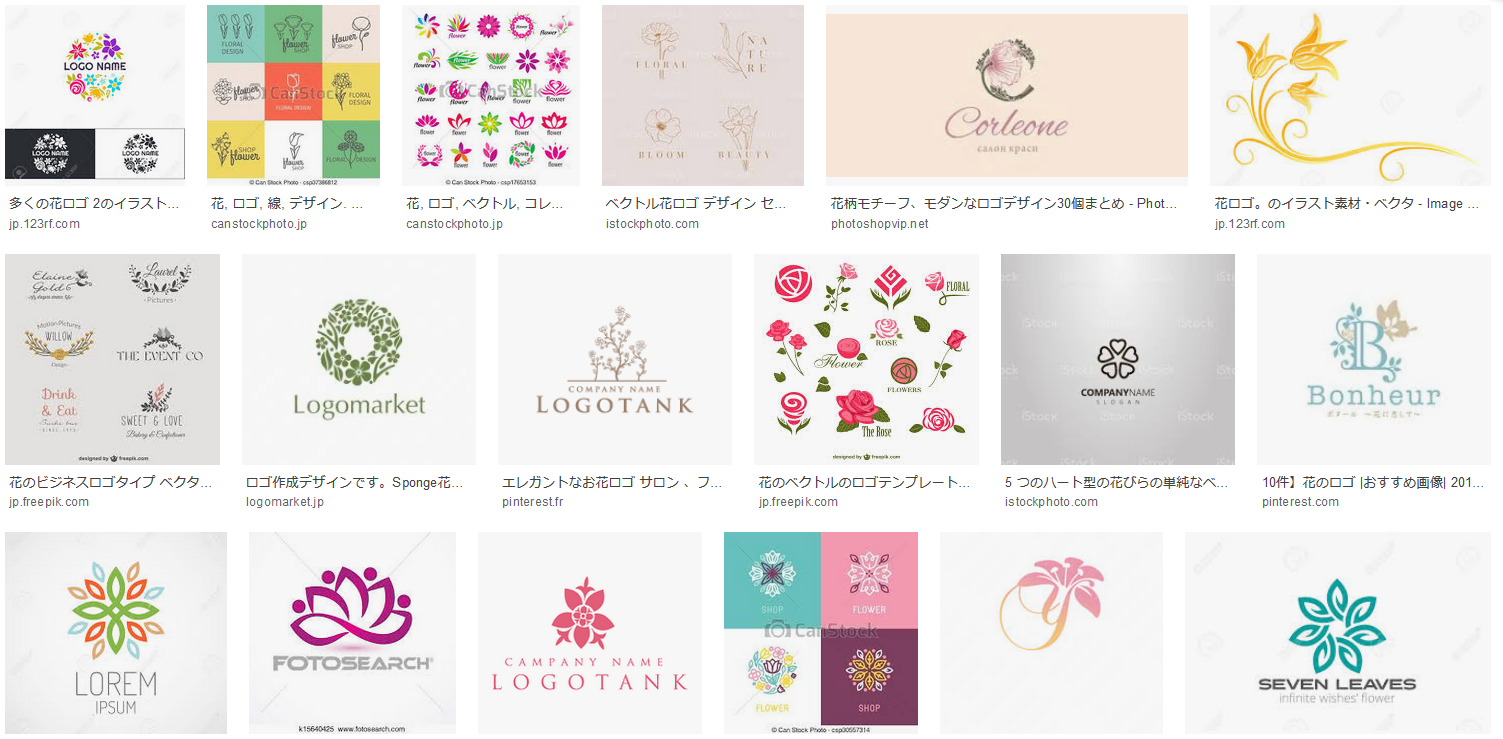 LOGO NAME
LOGO NAME
LOGO NAME
多くの花ロゴ 2のイラスト...
jp.123rf.com
FLORAL
DESIGN
flower
SHOP
FLOWER
SHOP
flower
SHOP
FLORAL DESIGN
FLORAL
DESIGN
SHOP
flower
flower
SHOP
FLORAL DESIGN
CanStock
© Can Stock Photo - csp37366812
花, ロゴ, 線, デザイン. ...
canstockphoto.jp
flower
flower
flower
flower
flower
flower
flower
flower
CanStock
© Can Stock Photo - csp17653153
花, ロゴ, ベクトル, コレ...
canstockphoto.jp
FLORAL
NA
TU
RE
BLOOM
BEAUTY
ベクトル花ロゴ デザイン セ...
istockphoto.com
Corleone
салон краси
花柄モチーフ、モダンなロゴデザイン30個まとめ - Phot...
photoshopvip.net
花ロゴ。のイラスト素材・ベクタ - Image ...
jp.123rf.com
Elaine
Gold
Laurel
· Pictures ·
Motion Pictures
WILLOW
Design
THE EVENT CO
Drink
& Eat
SINCE 1993
SWEET & LOVE
Bakery & Confectioner
designed by freepik.com
花のビジネスロゴタイプ ベクタ...
jp.freepik.com
Logomarket
ロゴ作成デザインです。Sponge花...
logomarket.jp
COMPANY NAME
LOGOTANK
エレガントなお花ロゴ サロン 、フ...
pinterest.fr
FLORAL
ROSE
Flower
FLOWERS
The Rose
designed by freepik.com
花のベクトルのロゴテンプレート...
jp.freepik.com
iStock
COMPANYNAME
SLOGAN
5 つのハート型の花びらの単純なベ...
istockphoto.com
B
Bonheur
ボヌール ～花に恋して～
10件】花のロゴ |おすすめ画像| 201...
pinterest.com
LOREM
IPSUM
FOTOSEARCH
k15640425 www.fotosearch.com
CAMPANY NAME
LOGOTANK
SHOP
FLOWER
CanStock
FLOWER
SHOP
© Can Stock Photo - csp30557314
y
SEVEN LEAVES
infinite wishes' flower